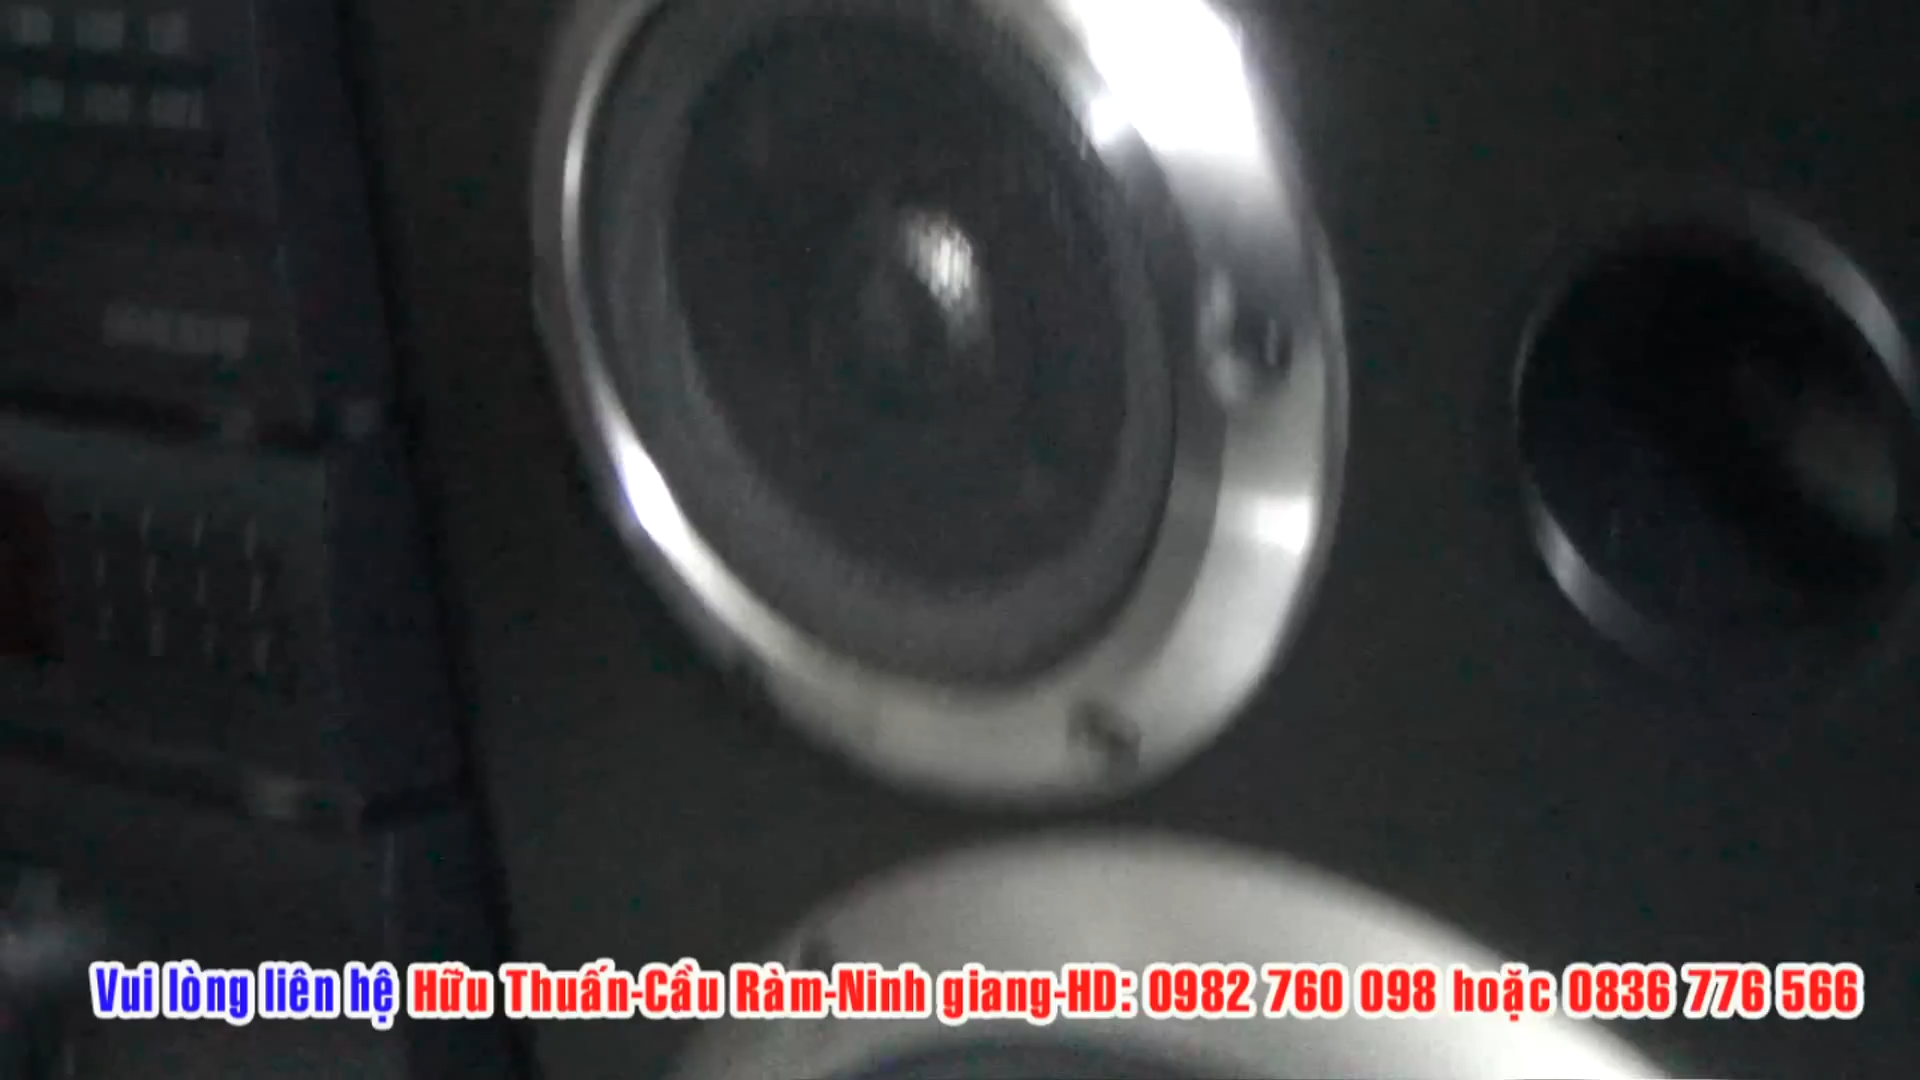 Vui lòng liên hệ Hữu Thuấn-Cầu Ràm-Ninh giang-HD: 0982 760 098 hoặc 0836 776 566